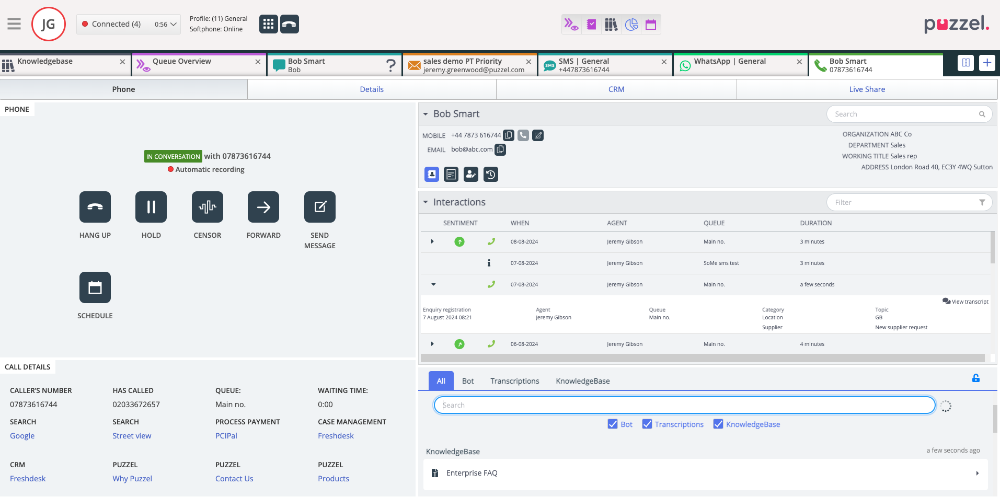 JG
Connected (4) 0:56
Profile: (11) General
Softphone: Online
puzzel.
Knowledgebase
Queue Overview
Bob Smart
Bob
?
sales demo PT Priority
jeremy.greenwood@puzzel.com
SMS
SMS | General
+447873616744
WhatsApp | General
Bob Smart
07873616744
Phone
Details
CRM
Live Share
PHONE
IN CONVERSATION with 07873616744
Automatic recording
HANG UP
HOLD
CENSOR
FORWARD
SEND
MESSAGE
SCHEDULE
CALL DETAILS
CALLER'S NUMBER
HAS CALLED
QUEUE:
WAITING TIME:
07873616744
02033672657
Main no.
0:00
SEARCH
SEARCH
PROCESS PAYMENT
CASE MANAGEMENT
Google
Street view
PCIPal
Freshdesk
CRM
PUZZEL
PUZZEL
PUZZEL
Freshdesk
Why Puzzel
Contact Us
Products
Bob Smart
Search
MOBILE +44 7873 616744
EMAIL bob@abc.com
ORGANIZATION ABC Co
DEPARTMENT Sales
WORKING TITLE Sales rep
ADDRESS London Road 40, EC3Y 4WQ Sutton
Interactions
Filter
SENTIMENT WHEN AGENT QUEUE DURATION
08-08-2024 Jeremy Gibson Main no. 3 minutes
07-08-2024 Jeremy Gibson SoMe sms test 3 minutes
07-08-2024 Jeremy Gibson Main no. a few seconds
View transcript
Enquiry registration Agent Queue Category Topic
7 August 2024 08:21 Jeremy Gibson Main no. Location GB
Supplier New supplier request
06-08-2024 Jeremy Gibson Main no. 4 minutes
All
Bot
Transcriptions
KnowledgeBase
Search
Bot
Transcriptions
KnowledgeBase
KnowledgeBase
a few seconds ago
Enterprise FAQ